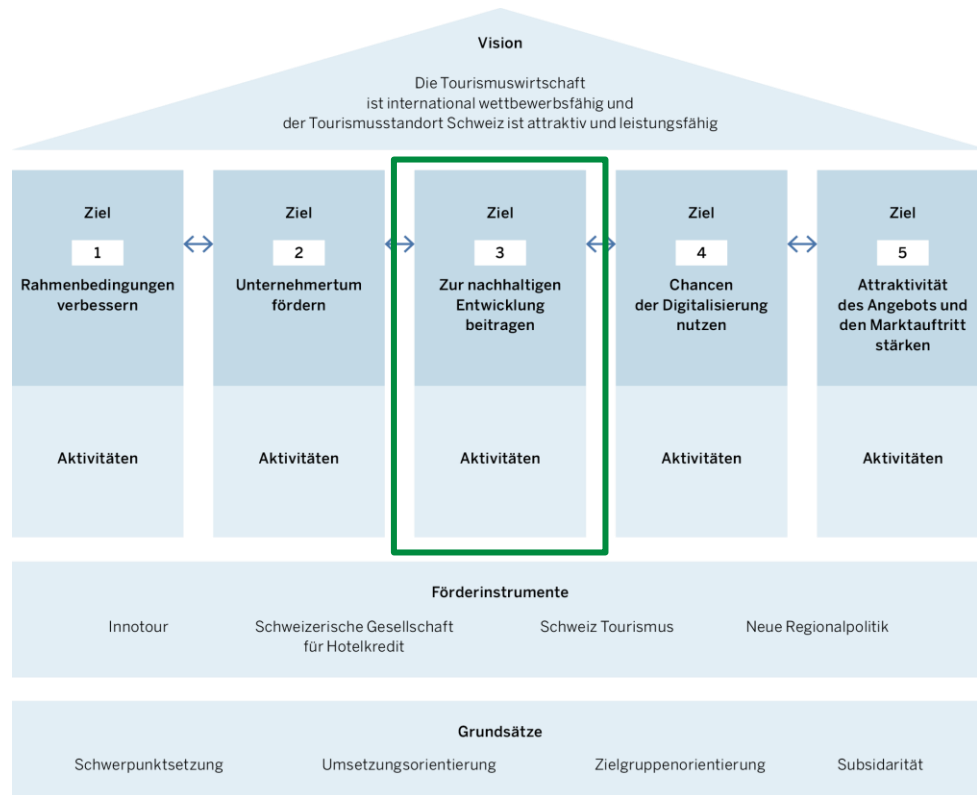 Vision
Die Tourismuswirtschaft
ist international wettbewerbsfähig und
der Tourismusstandort Schweiz ist attraktiv und leistungsfähig
Ziel
1
Rahmenbedingungen
verbessern
Ziel
2
Unternehmertum
fördern
Ziel
3
Zur nachhaltigen
Entwicklung
beitragen
Ziel
4
Chancen
der Digitalisierung
nutzen
Ziel
5
Attraktivität
des Angebots und
den Marktauftritt
stärken
Aktivitäten
Aktivitäten
Aktivitäten
Aktivitäten
Aktivitäten
Förderinstrumente
Innotour
Schweizerische Gesellschaft
für Hotelkredit
Schweiz Tourismus
Neue Regionalpolitik
Grundsätze
Schwerpunktsetzung
Umsetzungsorientierung
Zielgruppenorientierung
Subsidarität